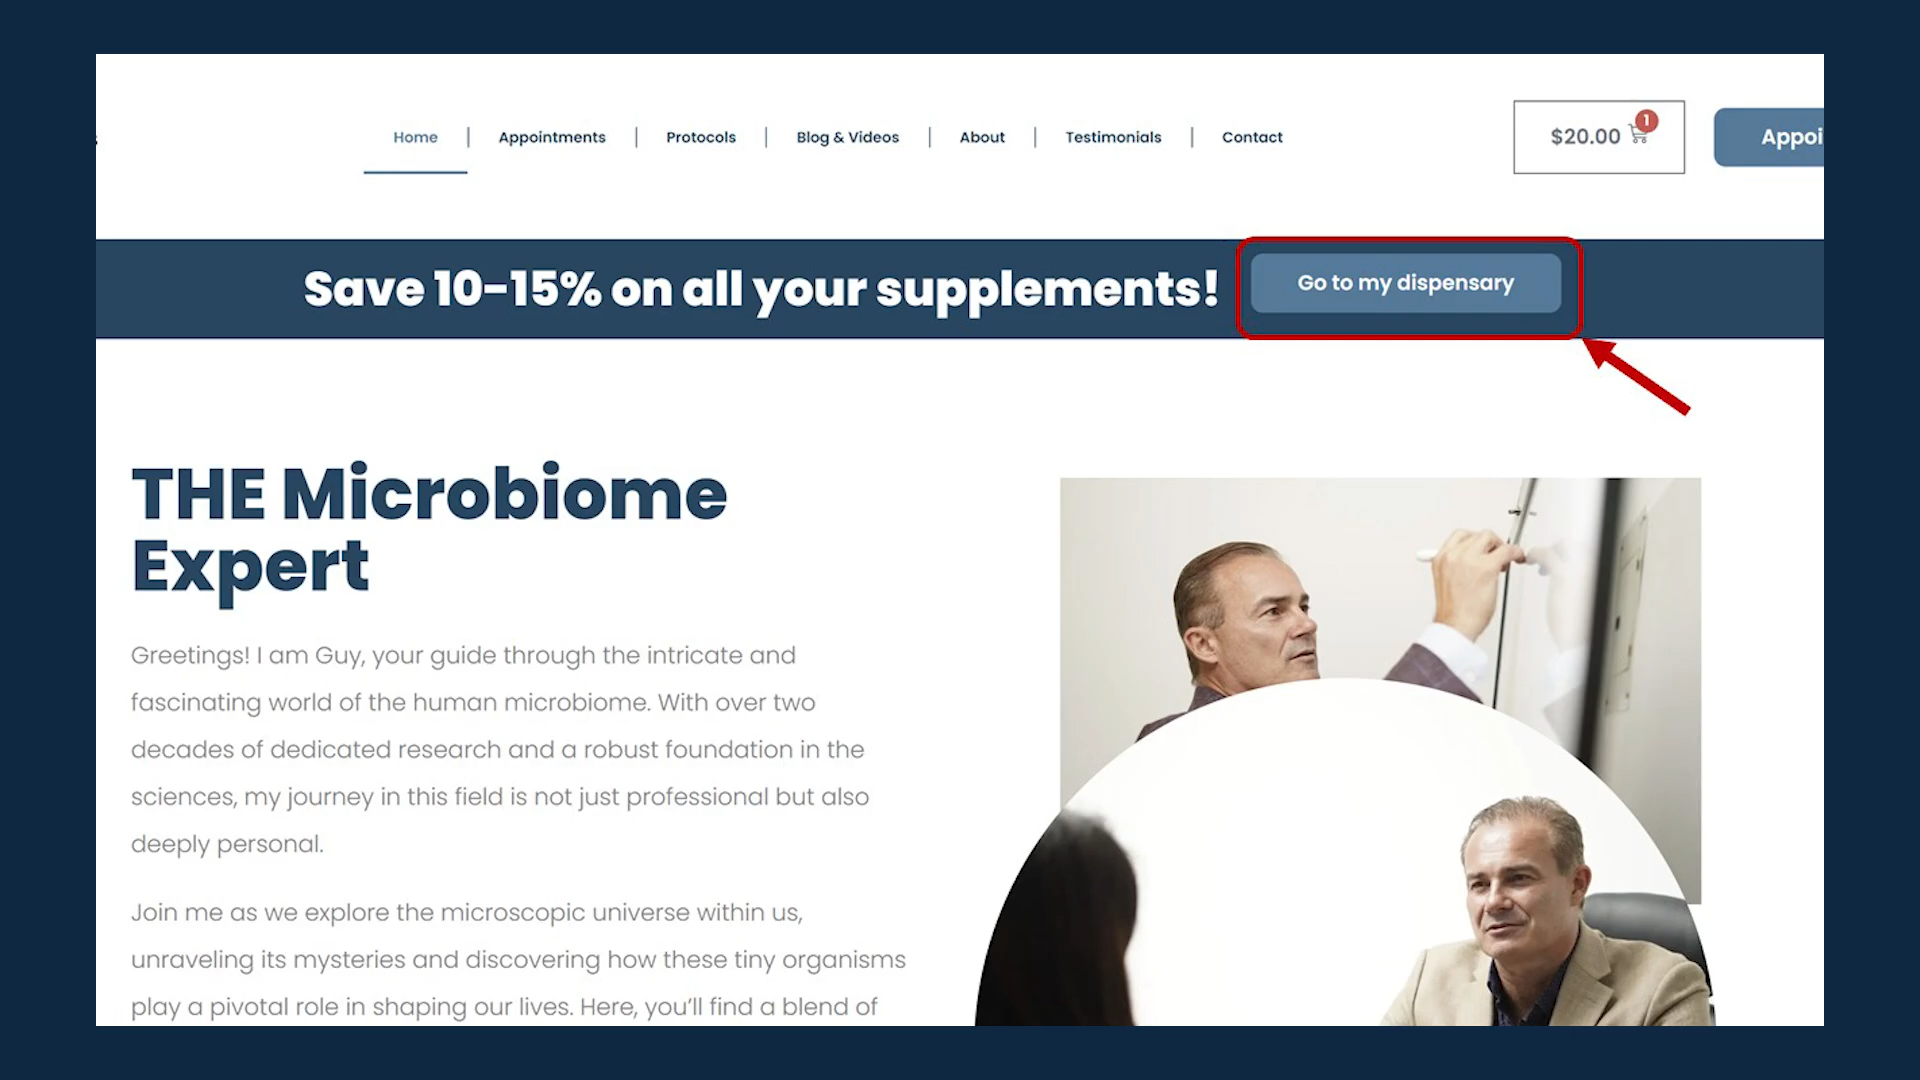 Home | Appointments | Protocols | Blog & Videos | About | Testimonials | Contact
$20.00 1
Appoi
Save 10-15% on all your supplements! Go to my dispensary
THE Microbiome
Expert
Greetings! I am Guy, your guide through the intricate and
fascinating world of the human microbiome. With over two
decades of dedicated research and a robust foundation in the
sciences, my journey in this field is not just professional but also
deeply personal.
Join me as we explore the microscopic universe within us,
unraveling its mysteries and discovering how these tiny organisms
play a pivotal role in shaping our lives. Here, you'll find a blend of